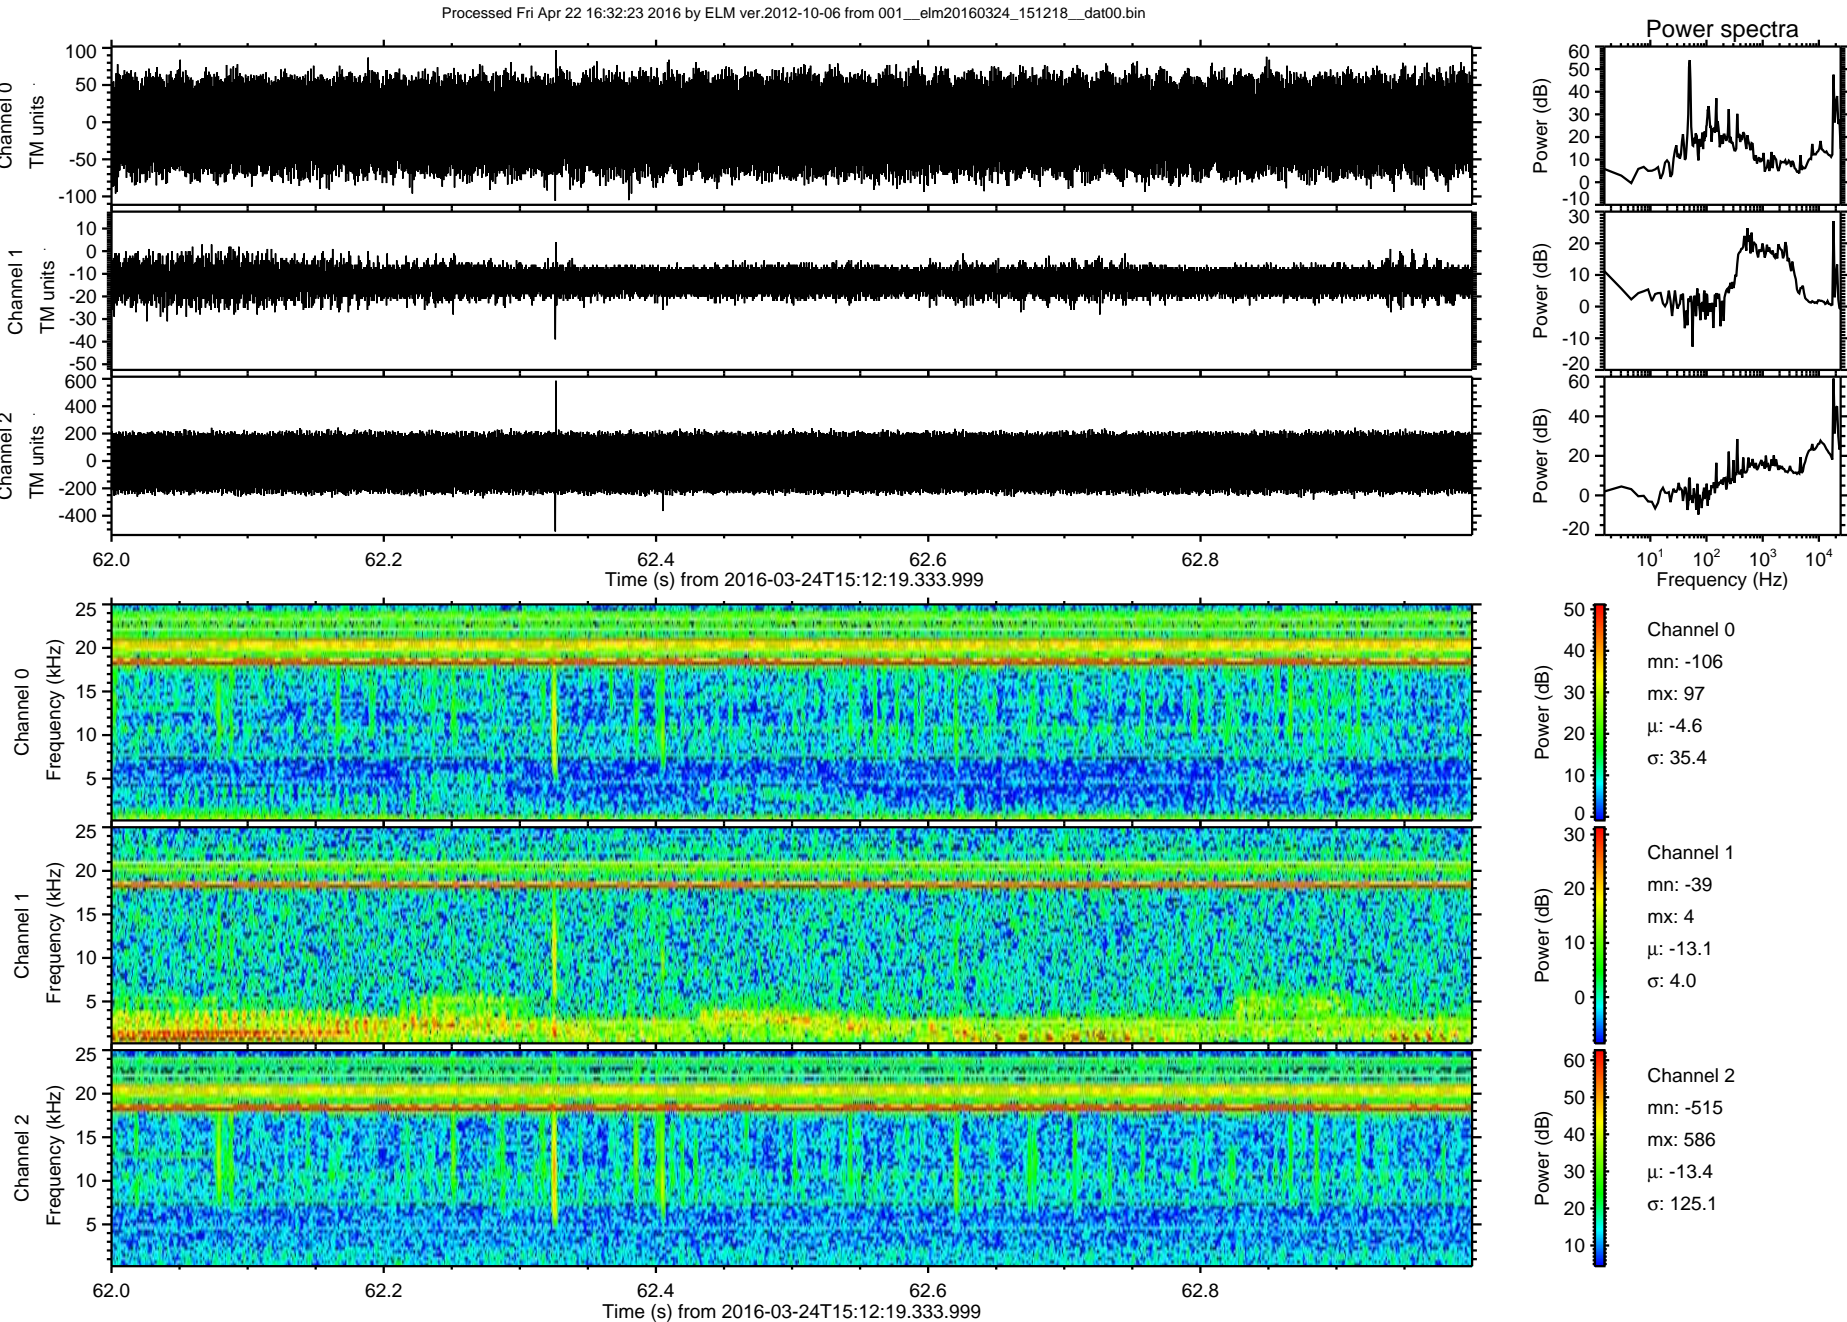 Processed Fri Apr 22 16:32:23 2016 by ELM ver.2012-10-06 from 001__elm20160324_151218__dat00.bin
Power spectra
Channel 0
TM units
100
50
0
-50
-100
Power (dB)
60
50
40
30
20
10
0
-10
Channel 1
TM units
10
0
-10
-20
-30
-40
-50
Power (dB)
30
20
10
0
-10
-20
Channel 2
TM units
600
400
200
0
-200
-400
Power (dB)
60
40
20
0
-20
62.0 62.2 62.4 62.6 62.8
Time (s) from 2016-03-24T15:12:19.333.999
10^1 10^2 10^3 10^4
Frequency (Hz)
Channel 0
Frequency (kHz)
25
20
15
10
5
Power (dB)
50
40
30
20
10
0
Channel 0
mn: -106
mx: 97
μ: -4.6
σ: 35.4
Channel 1
Frequency (kHz)
25
20
15
10
5
Power (dB)
30
20
10
0
Channel 1
mn: -39
mx: 4
μ: -13.1
σ: 4.0
Channel 2
Frequency (kHz)
25
20
15
10
5
Power (dB)
60
50
40
30
20
10
Channel 2
mn: -515
mx: 586
μ: -13.4
σ: 125.1
62.0 62.2 62.4 62.6 62.8
Time (s) from 2016-03-24T15:12:19.333.999